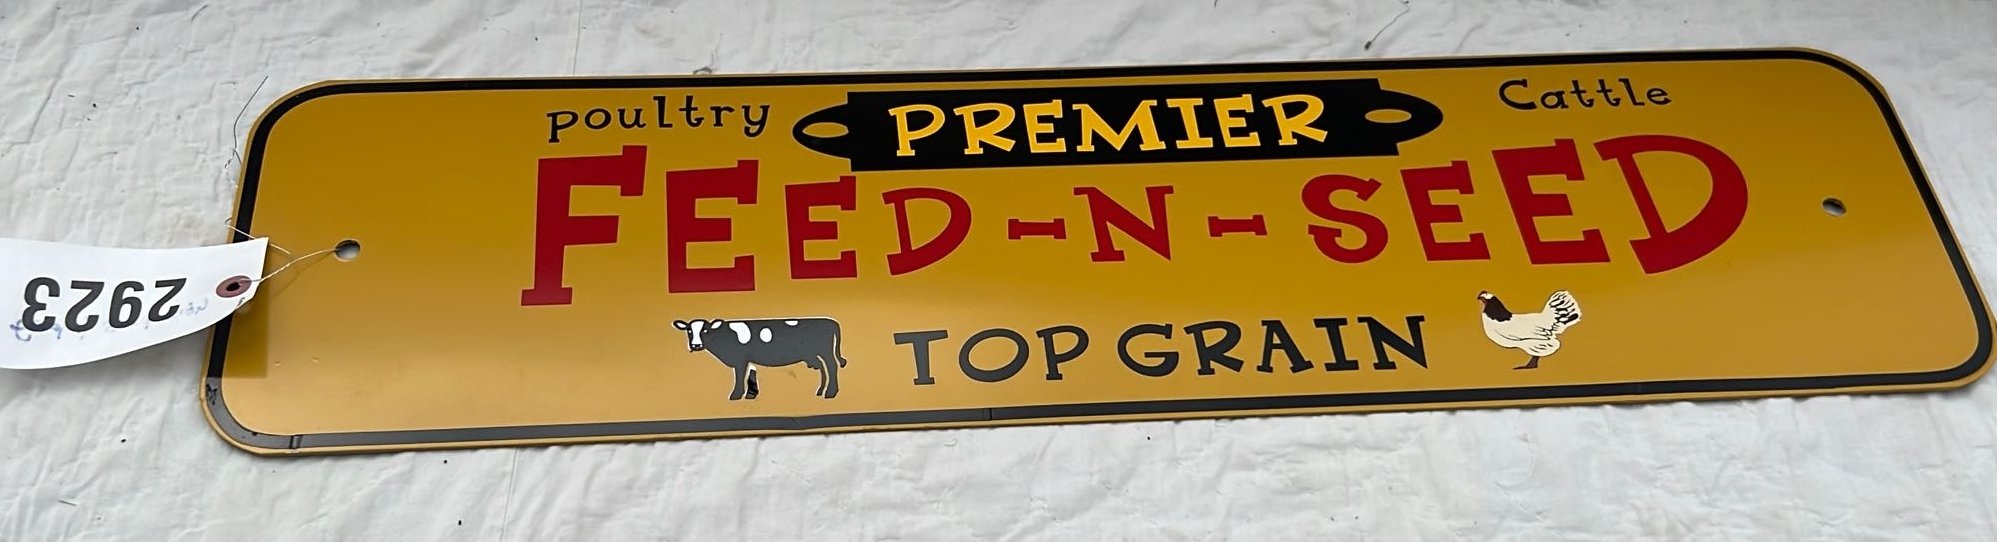 poultry PREMIER Cattle
FEED-N-SEED
TOP GRAIN
2923